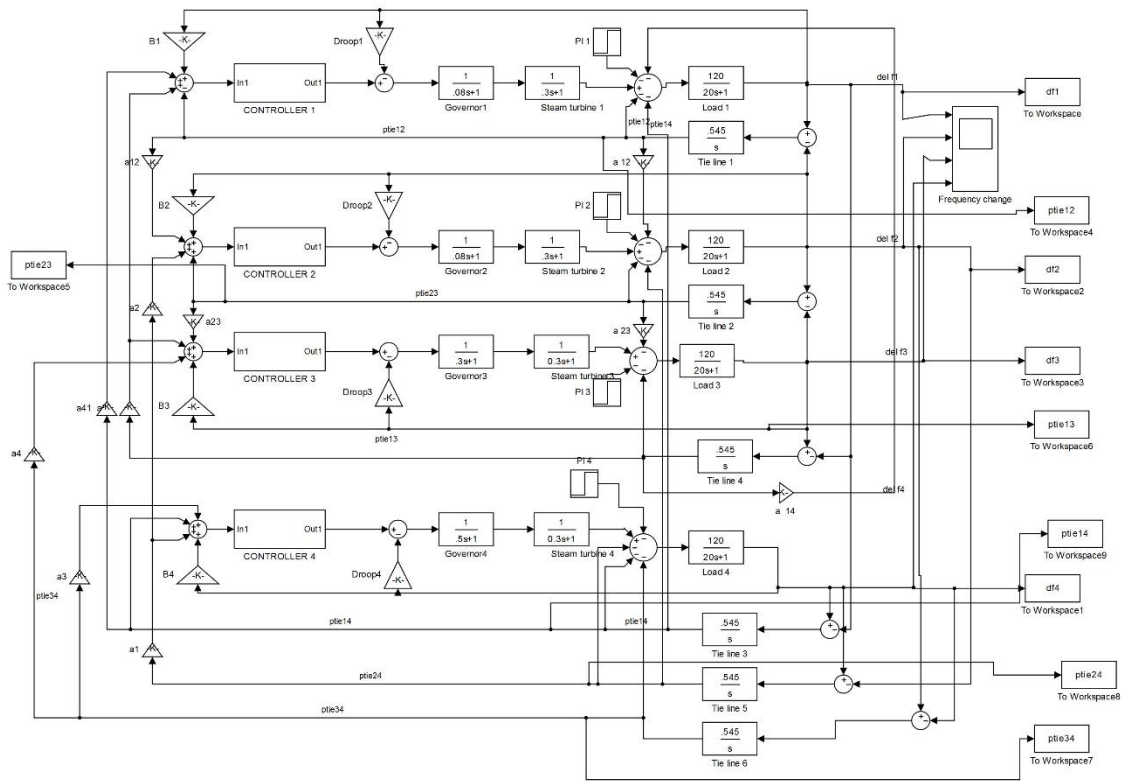 B1
-K-
Droop1
-K-
PI 1
In1
Out1
CONTROLLER 1
1
.08s+1
Governor1
1
.3s+1
Steam turbine 1
120
20s+1
Load 1
del f1
df1
To Workspace
ptie12
ptie12
ptie14
.545
s
Tie line 1
Frequency change
a12
-K-
a 12
-K-
B2
-K-
Droop2
-K-
PI 2
ptie12
To Workspace4
In1
Out1
CONTROLLER 2
1
.08s+1
Governor2
1
.3s+1
Steam turbine 2
120
20s+1
Load 2
del f2
df2
To Workspace2
ptie23
To Workspace5
ptie23
.545
s
Tie line 2
a2
-K-
a23
-K-
a 23
-K-
In1
Out1
CONTROLLER 3
1
.3s+1
Governor3
1
0.3s+1
Steam turbine3
120
20s+1
Load 3
del f3
df3
To Workspace3
PI 3
Droop3
-K-
B3
-K-
a41
-K-
-K-
ptie13
ptie13
To Workspace6
a4
-K-
.545
s
Tie line 4
PI 4
K-
a 14
del f4
In1
Out1
CONTROLLER 4
1
.5s+1
Governor4
1
0.3s+1
Steam turbine 4
120
20s+1
Load 4
ptie14
To Workspace9
a3
-K-
B4
-K-
Droop4
-K-
df4
To Workspace1
ptie34
ptie14
ptie14
.545
s
Tie line 3
a1
-K-
ptie24
.545
s
Tie line 5
ptie24
To Workspace8
ptie34
.545
s
Tie line 6
ptie34
To Workspace7